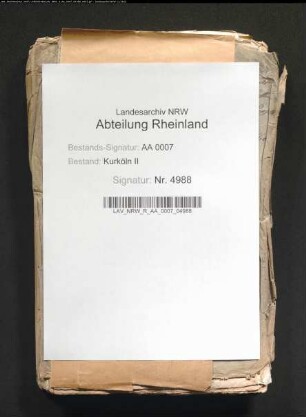 Landesarchiv NRW
Abteilung Rheinland
Bestands-Signatur: AA 0007
Bestand: Kurköln II
Signatur: Nr. 4988
LAV_NRW_R_AA_0007_04988